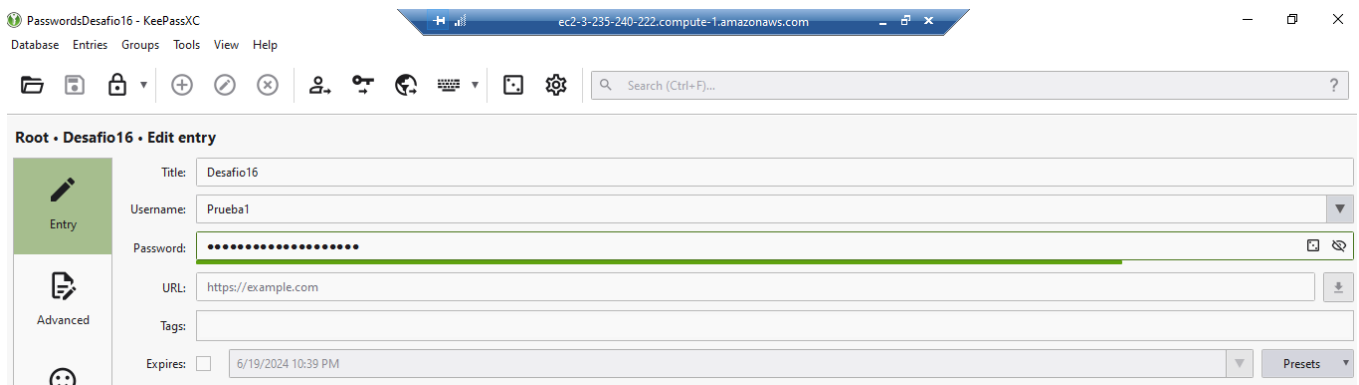 PasswordsDesafio16 - KeePassXC
ec2-3-235-240-222.compute-1.amazonaws.com
Database Entries Groups Tools View Help
Search (Ctrl+F)...
?
Root • Desafio16 • Edit entry
Entry
Advanced
Title: Desafio16
Username: Prueba1
Password: ●●●●●●●●●●●●●●●●●●●●
URL: https://example.com
Tags:
Expires: 6/19/2024 10:39 PM Presets